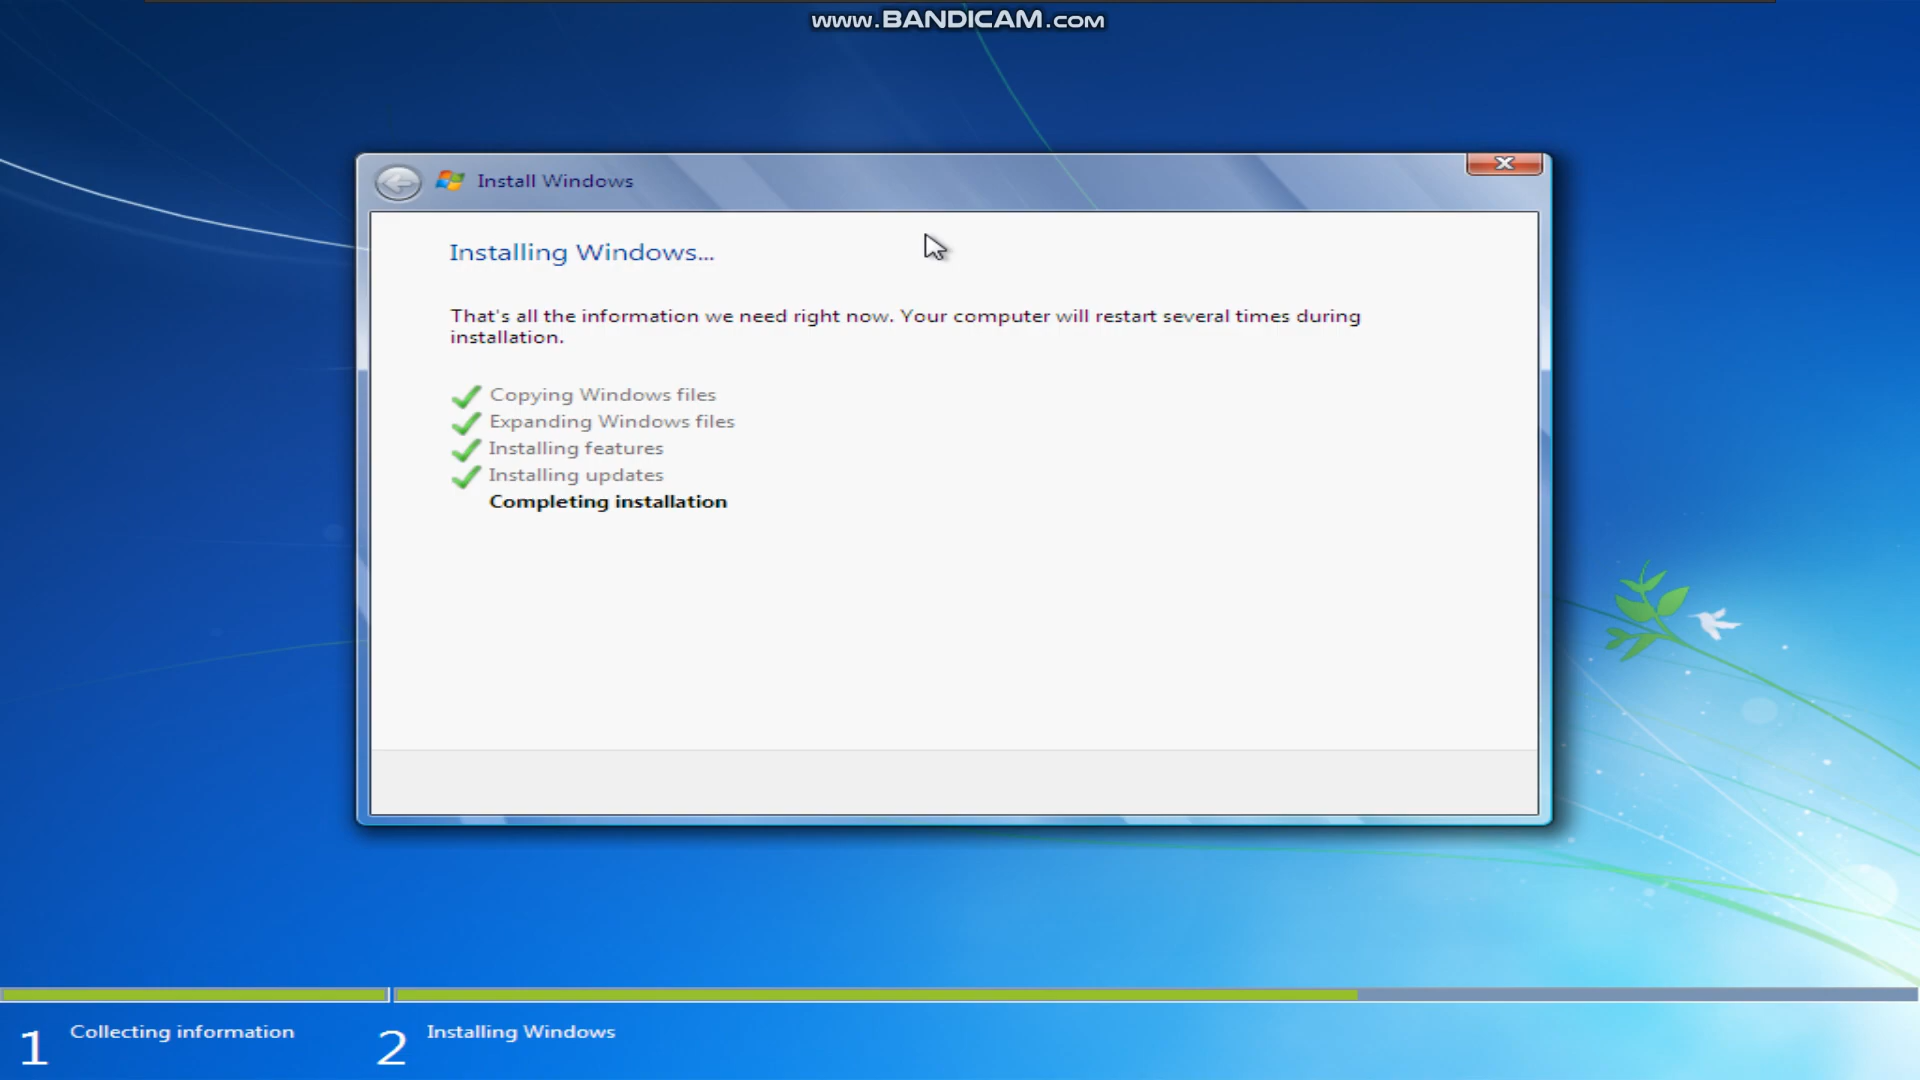 www.BANDICAM.com
Install Windows
Installing Windows...
That's all the information we need right now. Your computer will restart several times during
installation.
Copying Windows files
Expanding Windows files
Installing features
Installing updates
Completing installation
1 Collecting information
2 Installing Windows